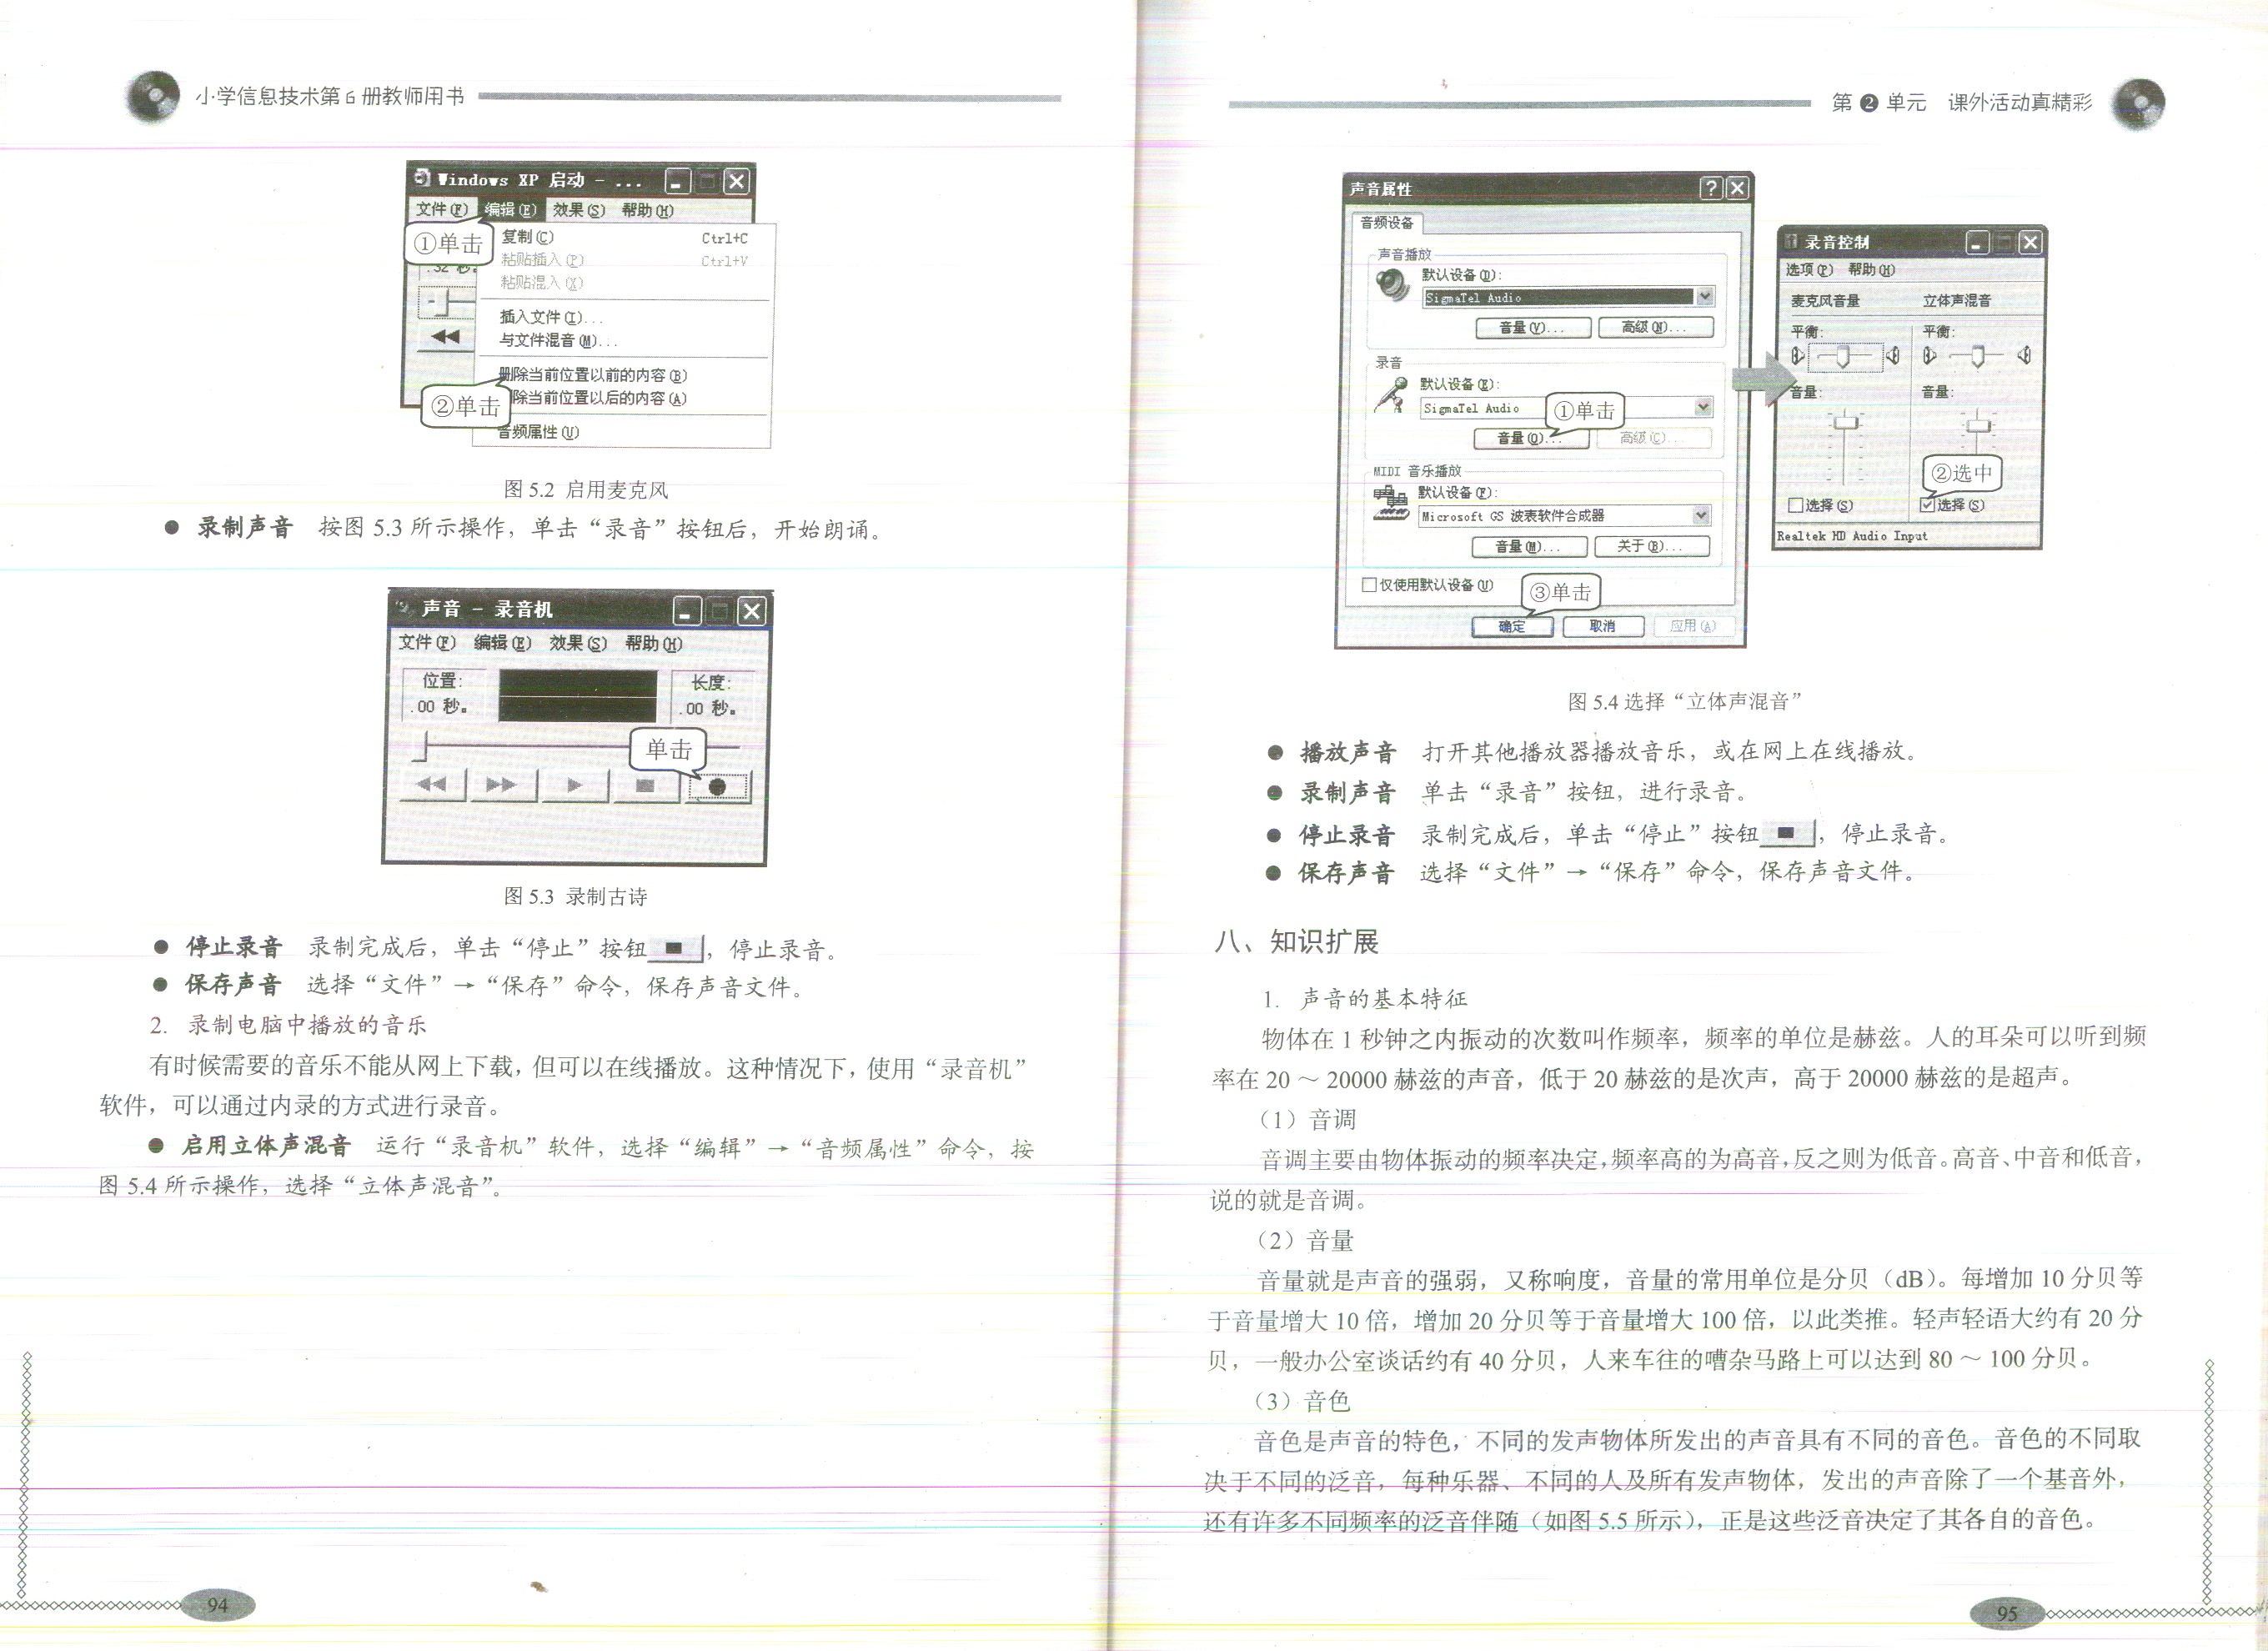 小学信息技术第6册教师用书
Windows XP 启动 - ...
文件(F) 编辑(E) 效果(S) 帮助(H)
①单击
复制(C) Ctrl+C
粘贴插入(P) Ctrl+V
粘贴混入(X)
插入文件(I)...
与文件混音(M)...
删除当前位置以前的内容(B)
②单击
除当前位置以后的内容(A)
音频属性(U)
图 5.2 启用麦克风
● 录制声音 按图 5.3 所示操作，单击“录音”按钮后，开始朗诵。
声音 - 录音机
文件(F) 编辑(E) 效果(S) 帮助(H)
位置: 长度:
.00 秒。 .00 秒。
单击
图 5.3 录制古诗
● 停止录音 录制完成后，单击“停止”按钮 ■ ，停止录音。
● 保存声音 选择“文件”→“保存”命令，保存声音文件。
2. 录制电脑中播放的音乐
有时候需要的音乐不能从网上下载，但可以在线播放。这种情况下，使用“录音机”
软件，可以通过内录的方式进行录音。
● 启用立体声混音 运行“录音机”软件，选择“编辑”→“音频属性”命令，按
图 5.4 所示操作，选择“立体声混音”。
94
第 2 单元 课外活动真精彩
声音属性
音频设备
声音播放
默认设备(D):
SigmaTel Audio
音量(V)... 高级(N)...
录音
默认设备(E):
SigmaTel Audio
①单击
音量(O)... 高级(C)...
MIDI 音乐播放
默认设备(F):
Microsoft GS 波表软件合成器
音量(M)... 关于(B)...
仅使用默认设备(U)
③单击
确定 取消 应用(A)
录音控制
选项(P) 帮助(H)
麦克风音量 立体声混音
平衡: 平衡:
音量: 音量:
②选中
选择(S) 选择(S)
Realtek HD Audio Input
图 5.4 选择“立体声混音”
● 播放声音 打开其他播放器播放音乐，或在网上在线播放。
● 录制声音 单击“录音”按钮，进行录音。
● 停止录音 录制完成后，单击“停止”按钮 ■ ，停止录音。
● 保存声音 选择“文件”→“保存”命令，保存声音文件。
八、知识扩展
1. 声音的基本特征
物体在 1 秒钟之内振动的次数叫作频率，频率的单位是赫兹。人的耳朵可以听到频
率在 20 ～ 20000 赫兹的声音，低于 20 赫兹的是次声，高于 20000 赫兹的是超声。
（1）音调
音调主要由物体振动的频率决定，频率高的为高音，反之则为低音。高音、中音和低音，
说的就是音调。
（2）音量
音量就是声音的强弱，又称响度，音量的常用单位是分贝（dB）。每增加 10 分贝等
于音量增大 10 倍，增加 20 分贝等于音量增大 100 倍，以此类推。轻声轻语大约有 20 分
贝，一般办公室谈话约有 40 分贝，人来车往的嘈杂马路上可以达到 80 ～ 100 分贝。
（3）音色
音色是声音的特色，不同的发声物体所发出的声音具有不同的音色。音色的不同取
决于不同的泛音，每种乐器、不同的人及所有发声物体，发出的声音除了一个基音外，
还有许多不同频率的泛音伴随（如图 5.5 所示），正是这些泛音决定了其各自的音色。
95